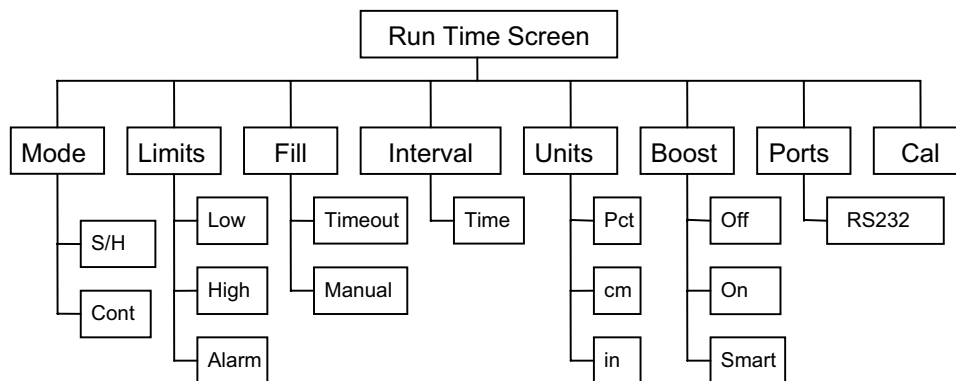 Run Time Screen
Mode
Limits
Fill
Interval
Units
Boost
Ports
Cal
S/H
Cont
Low
High
Alarm
Timeout
Manual
Time
Pct
cm
in
Off
On
Smart
RS232